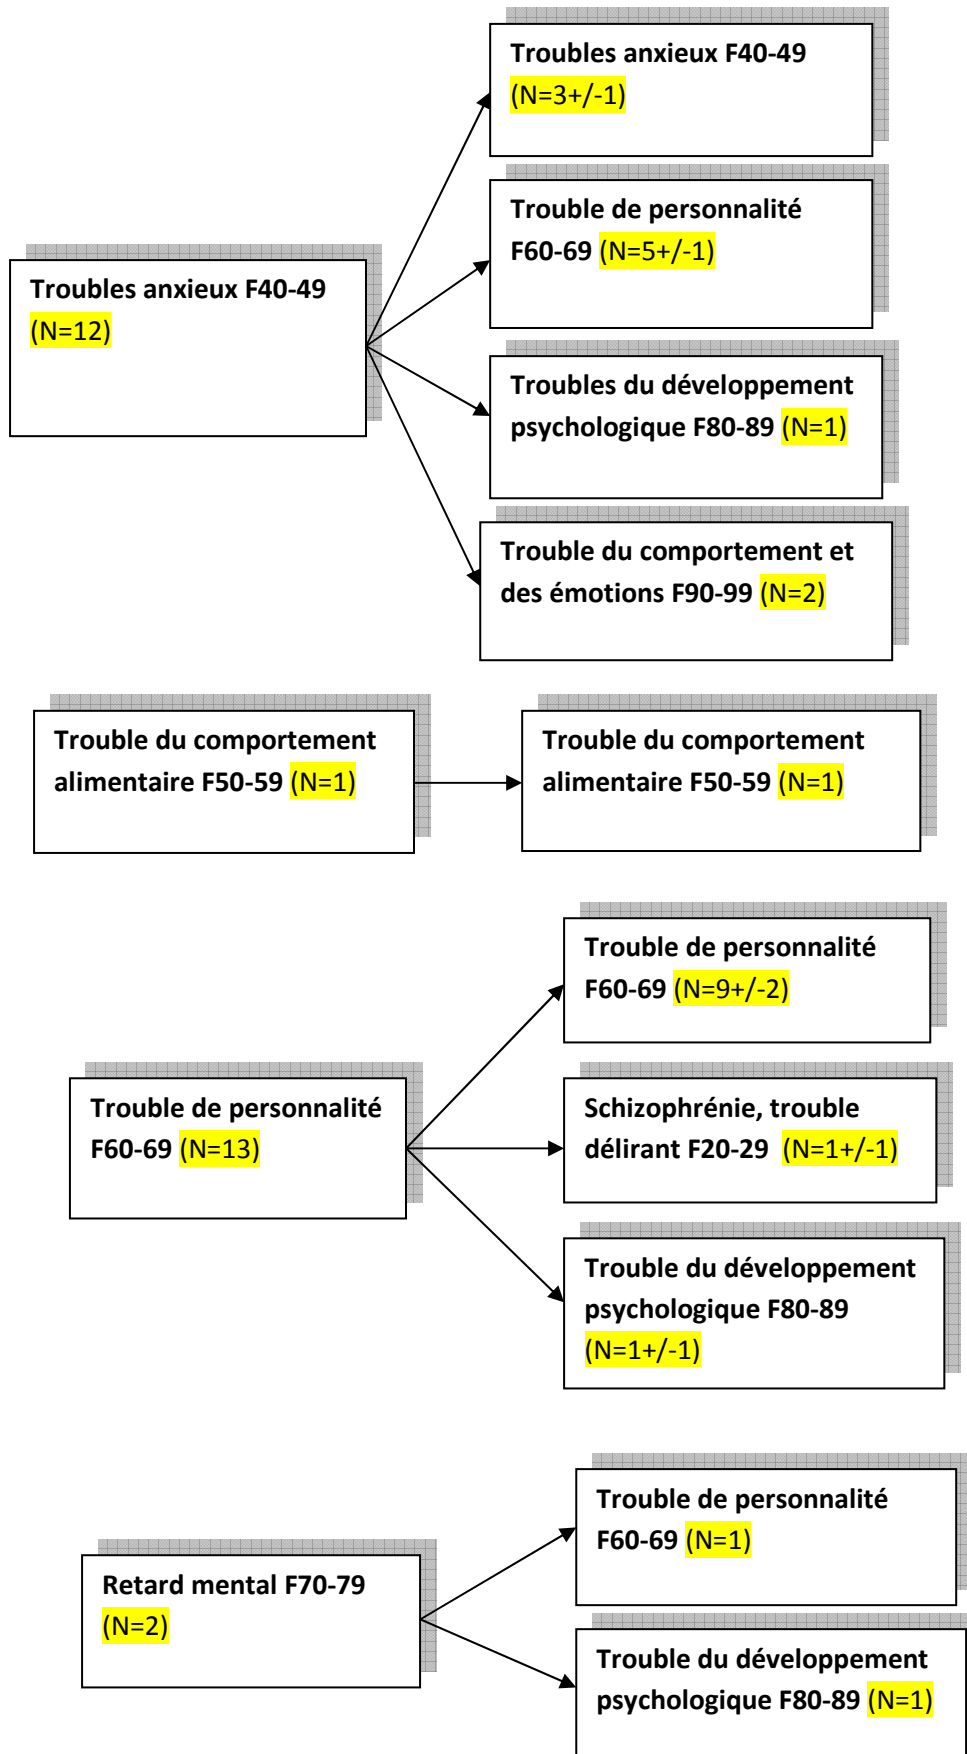 Troubles anxieux F40-49
(N=3+/-1)
Trouble de personnalité
F60-69 (N=5+/-1)
Troubles anxieux F40-49
(N=12)
Troubles du développement
psychologique F80-89 (N=1)
Trouble du comportement et
des émotions F90-99 (N=2)
Trouble du comportement
alimentaire F50-59 (N=1)
Trouble du comportement
alimentaire F50-59 (N=1)
Trouble de personnalité
F60-69 (N=9+/-2)
Trouble de personnalité
F60-69 (N=13)
Schizophrénie, trouble
délirant F20-29 (N=1+/-1)
Trouble du développement
psychologique F80-89
(N=1+/-1)
Trouble de personnalité
F60-69 (N=1)
Retard mental F70-79
(N=2)
Trouble du développement
psychologique F80-89 (N=1)